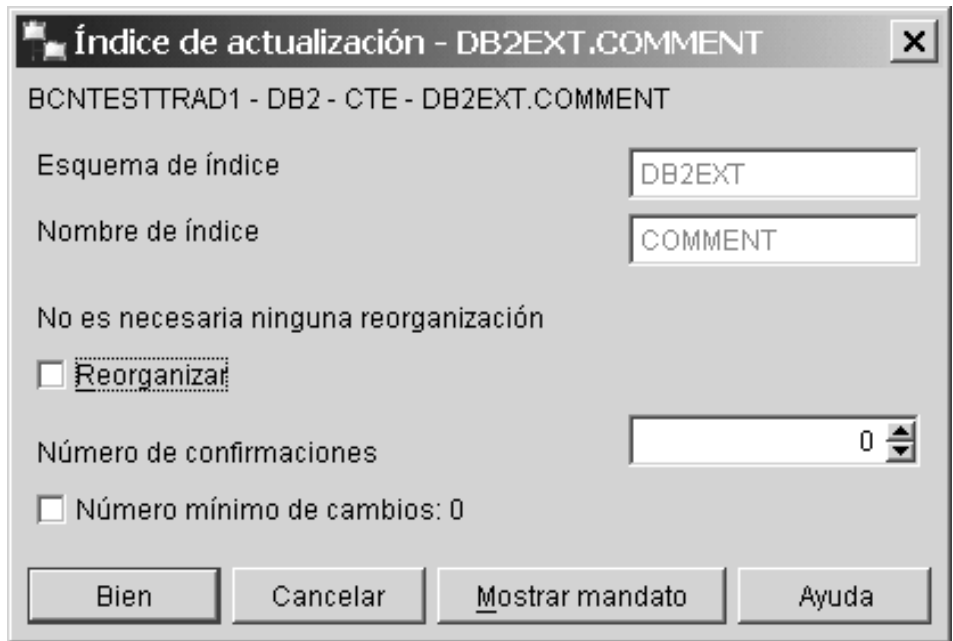 Índice de actualización - DB2EXT.COMMENT
BCNTESTTRAD1 - DB2 - CTE - DB2EXT.COMMENT
Esquema de índice DB2EXT
Nombre de índice COMMENT
No es necesaria ninguna reorganización
Reorganizar
Número de confirmaciones 0
Número mínimo de cambios: 0
Bien Cancelar Mostrar mandato Ayuda